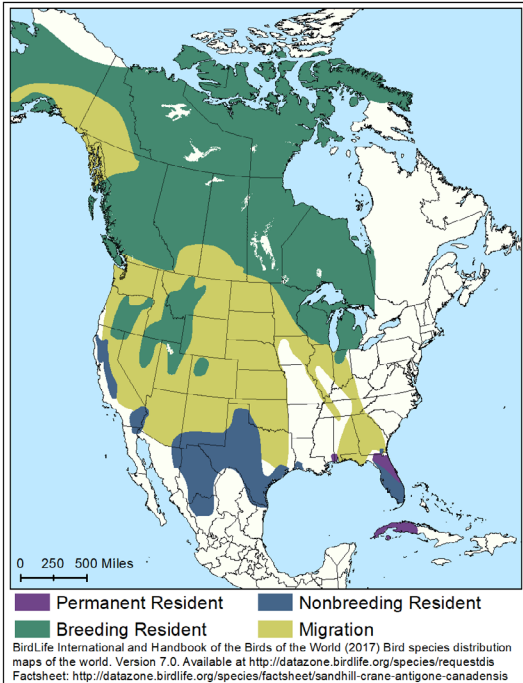 0 250 500 Miles
Permanent Resident Nonbreeding Resident
Breeding Resident Migration
BirdLife International and Handbook of the Birds of the World (2017) Bird species distribution
maps of the world. Version 7.0. Available at http://datazone.birdlife.org/species/requestdis
Factsheet: http://datazone.birdlife.org/species/factsheet/sandhill-crane-antigone-canadensis